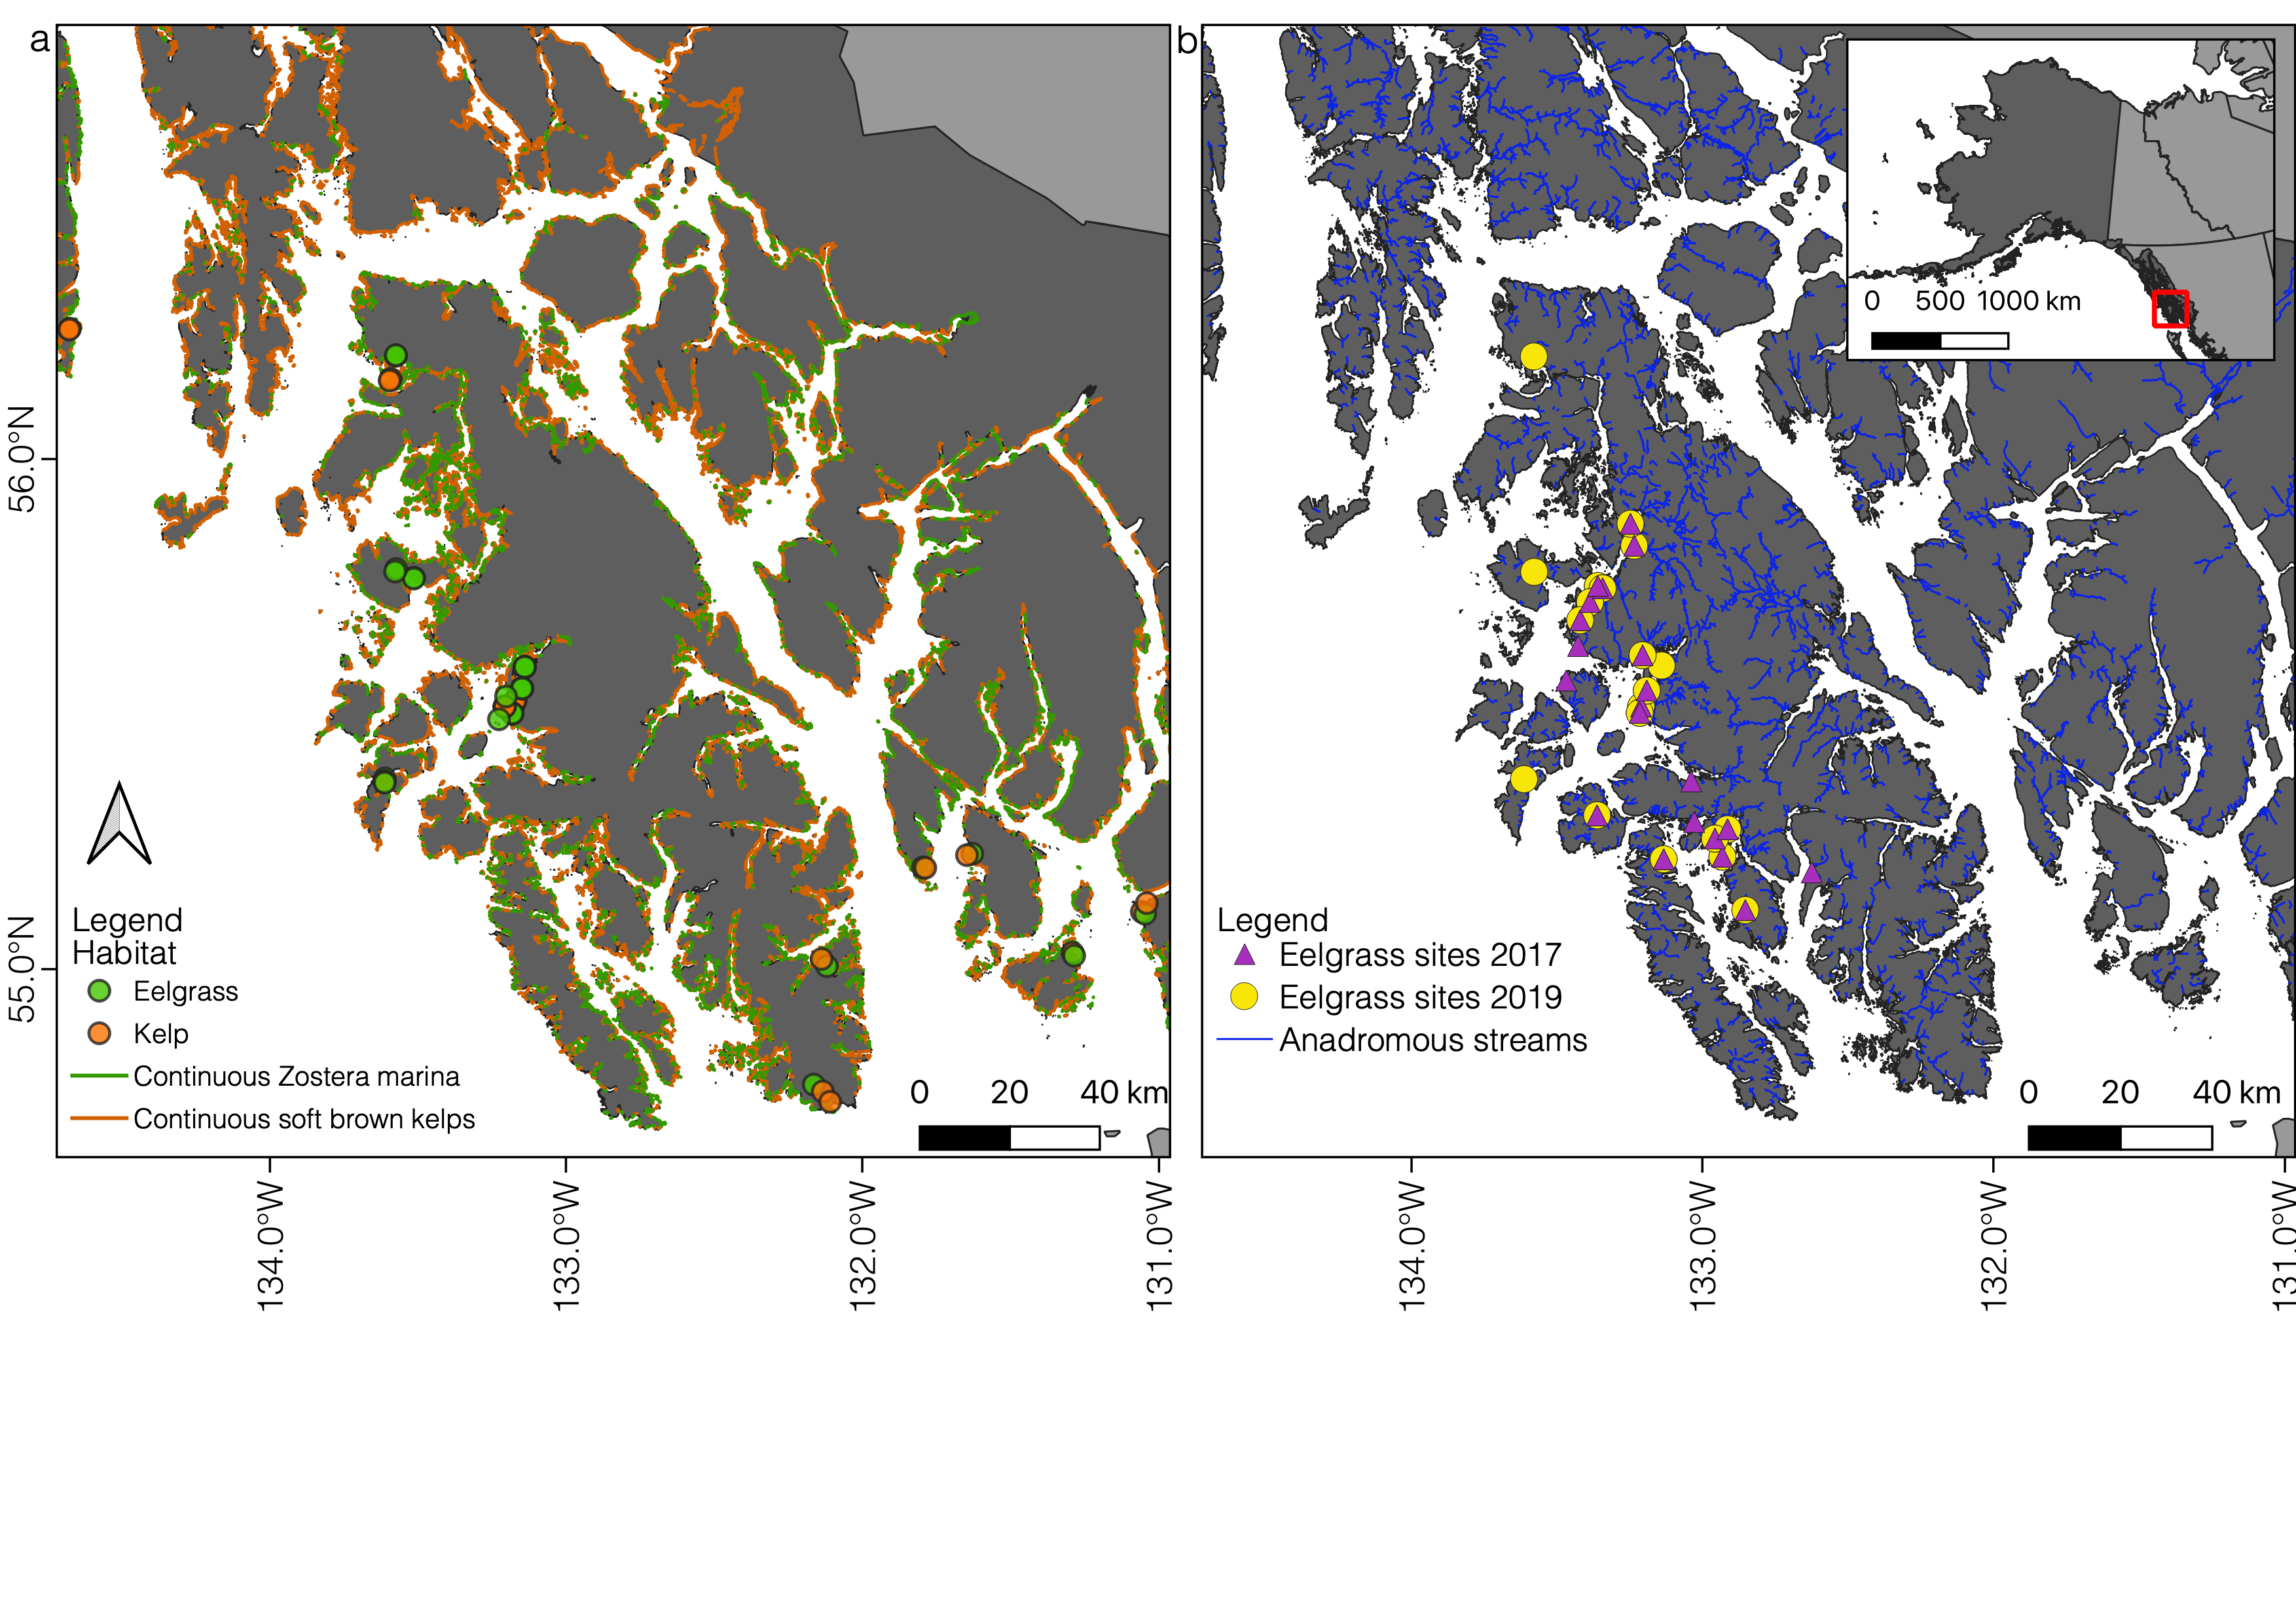 a
56.0°N
55.0°N
Legend
Habitat
Eelgrass
Kelp
Continuous Zostera marina
Continuous soft brown kelps
0 20 40 km
134.0°W 133.0°W 132.0°W 131.0°W
b
0 500 1000 km
Legend
Eelgrass sites 2017
Eelgrass sites 2019
Anadromous streams
0 20 40 km
134.0°W 133.0°W 132.0°W 131.0°W